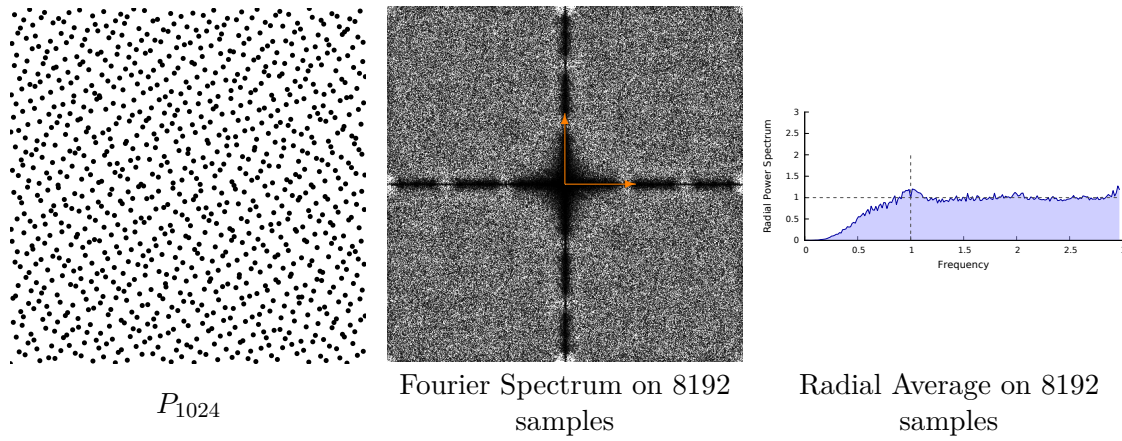 3
2.5
2
1.5
1
0.5
0
Radial Power Spectrum
0 0.5 1 1.5 2 2.5 3
Frequency
P1024
Fourier Spectrum on 8192
samples
Radial Average on 8192
samples